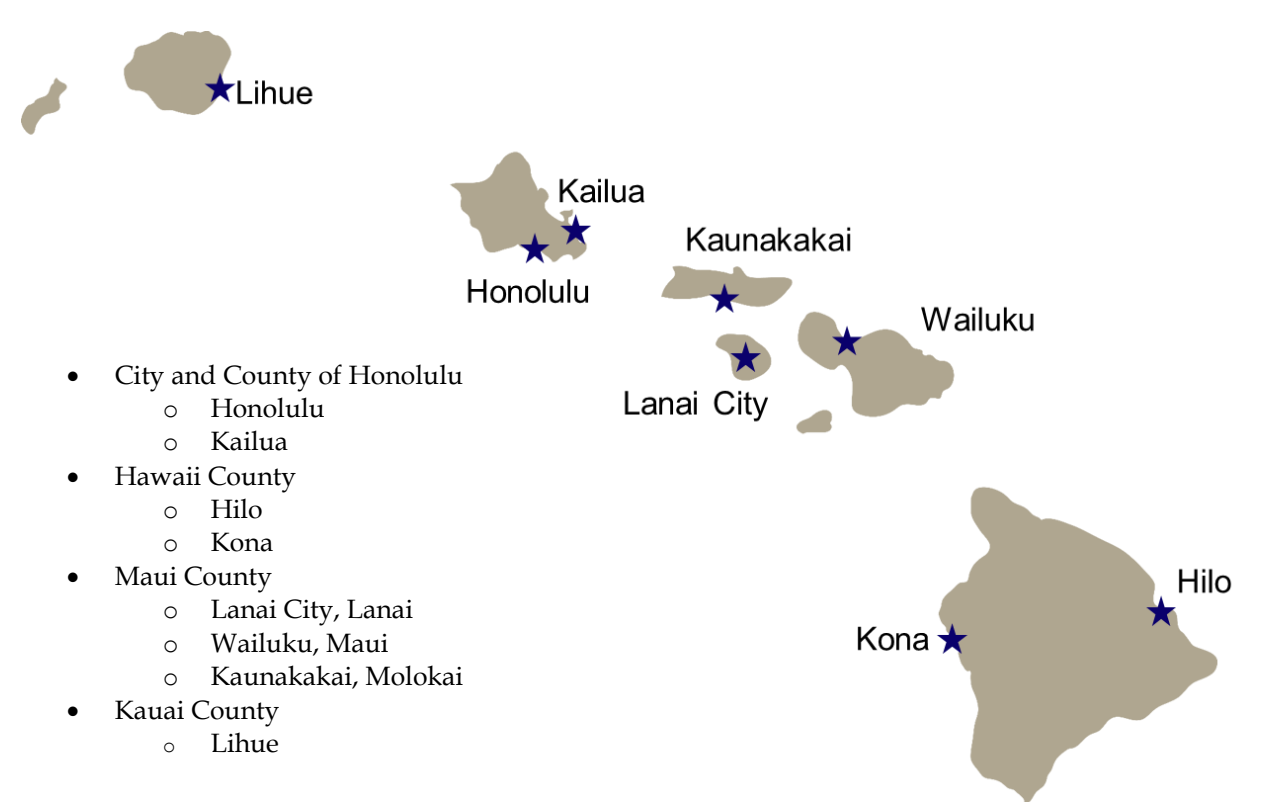 Lihue
Kailua
Kaunakakai
Honolulu
Wailuku
• City and County of Honolulu
Lanai City
o Honolulu
o Kailua
• Hawaii County
o Hilo
o Kona
• Maui County
Hilo
o Lanai City, Lanai
o Wailuku, Maui
Kona
o Kaunakakai, Molokai
• Kauai County
o Lihue